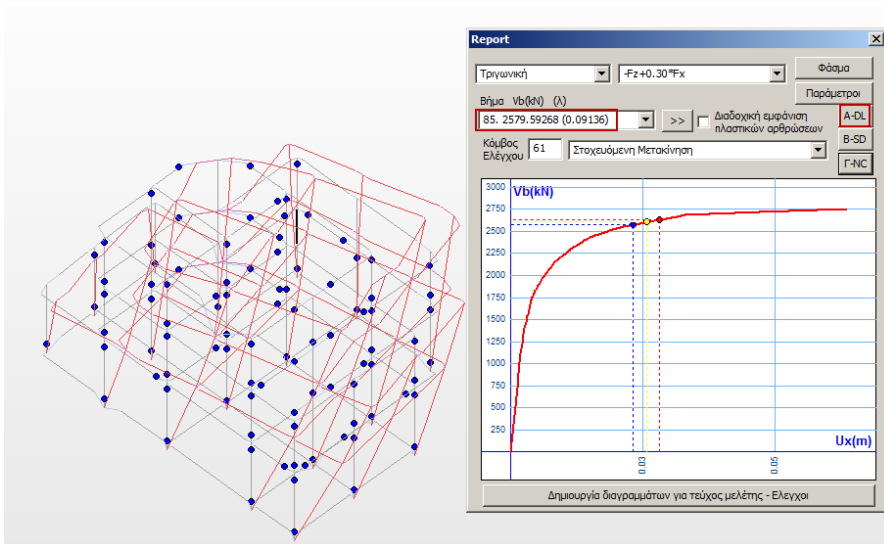 Report
Τριγωνική
-Fz+0.30*Fx
Φάσμα
Παράμετροι
Βήμα Vb(kN) (λ)
85. 2579.59268 (0.09136)
>>
Διαδοχική εμφάνιση
πλαστικών αρθρώσεων
A-DL
Κόμβος
Ελέγχου
61
Στοχευόμενη Μετακίνηση
B-SD
Γ-NC
Vb(kN)
3000
2750
2500
2250
2000
1750
1500
1250
1000
750
500
250
Ux(m)
0.03
0.05
Δημιουργία διαγραμμάτων για τεύχος μελέτης - Ελεγχοι